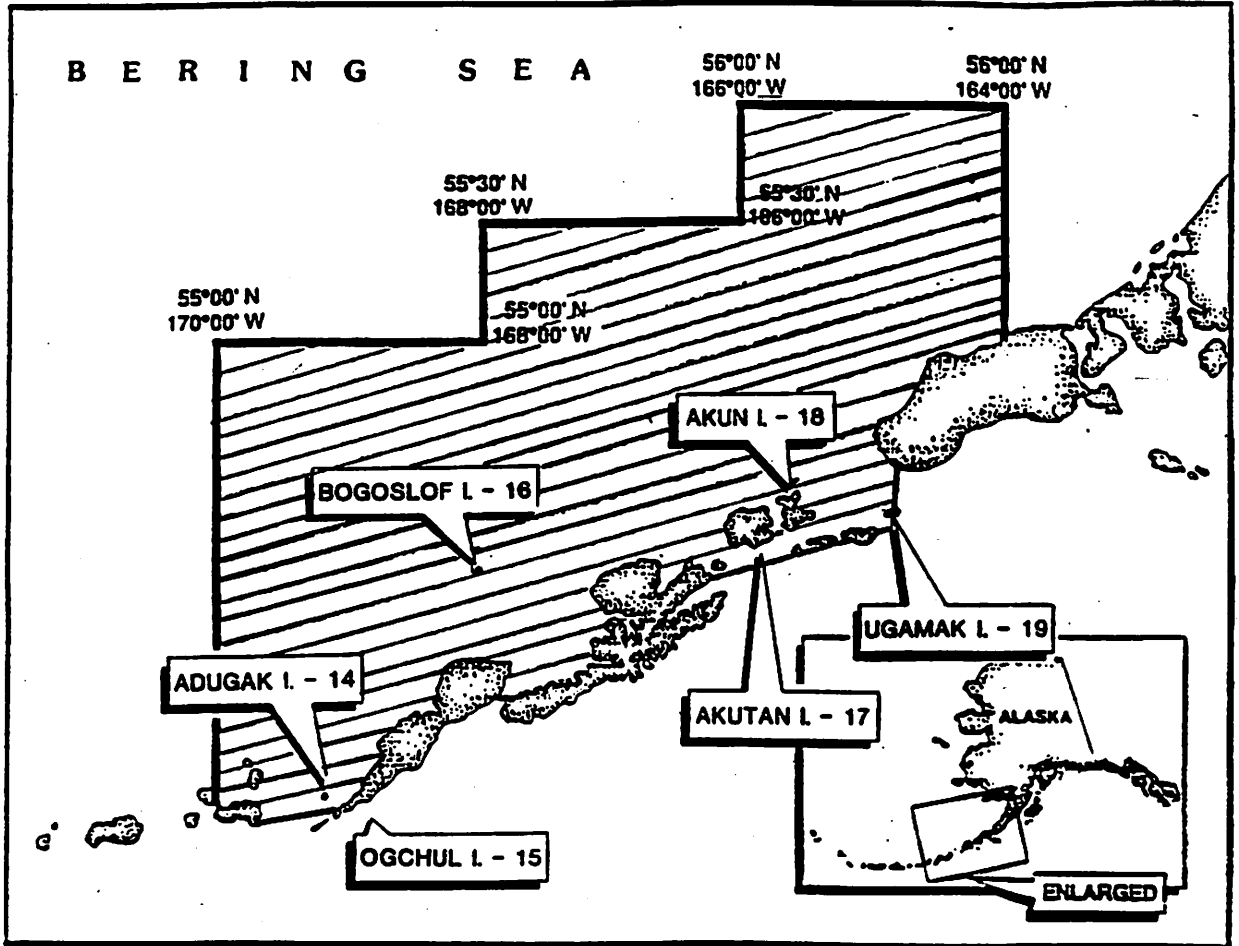 BERING SEA
56°00' N
166°00' W
56°00' N
164°00' W
55°30' N
168°00' W
55°30' N
166°00' W
55°00' N
170°00' W
55°00' N
168°00' W
AKUN I. - 18
BOGOSLOF I. - 16
UGAMAK I. - 19
ADUGAK I. - 14
AKUTAN I. - 17
ALASKA
OGCHUL I. - 15
ENLARGED